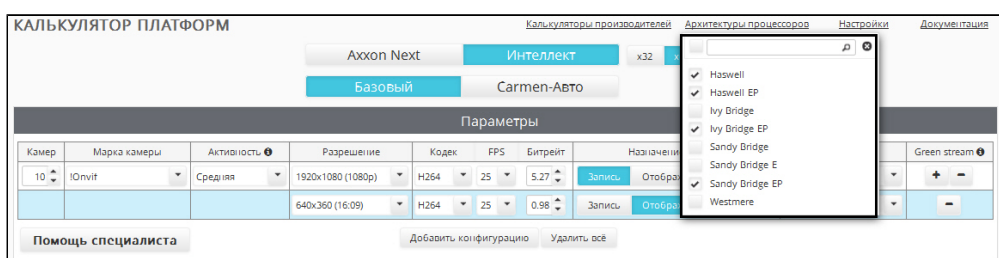 КАЛЬКУЛЯТОР ПЛАТФОРМ
Калькуляторы производителей Архитектуры процессоров Настройки Документация
Axxon Next Интеллект x32
Базовый Carmen-Авто
Haswell
Haswell EP
Ivy Bridge
Ivy Bridge EP
Sandy Bridge
Sandy Bridge E
Sandy Bridge EP
Westmere
Параметры
Камер Марка камеры Активность Разрешение Кодек FPS Битрейт Назначени Green stream
10 !Onvif Средняя 1920x1080 (1080p) H264 25 5.27 Запись Отображ + -
640x360 (16:09) H264 25 0.98 Запись Отобра -
Помощь специалиста Добавить конфигурацию Удалить всё